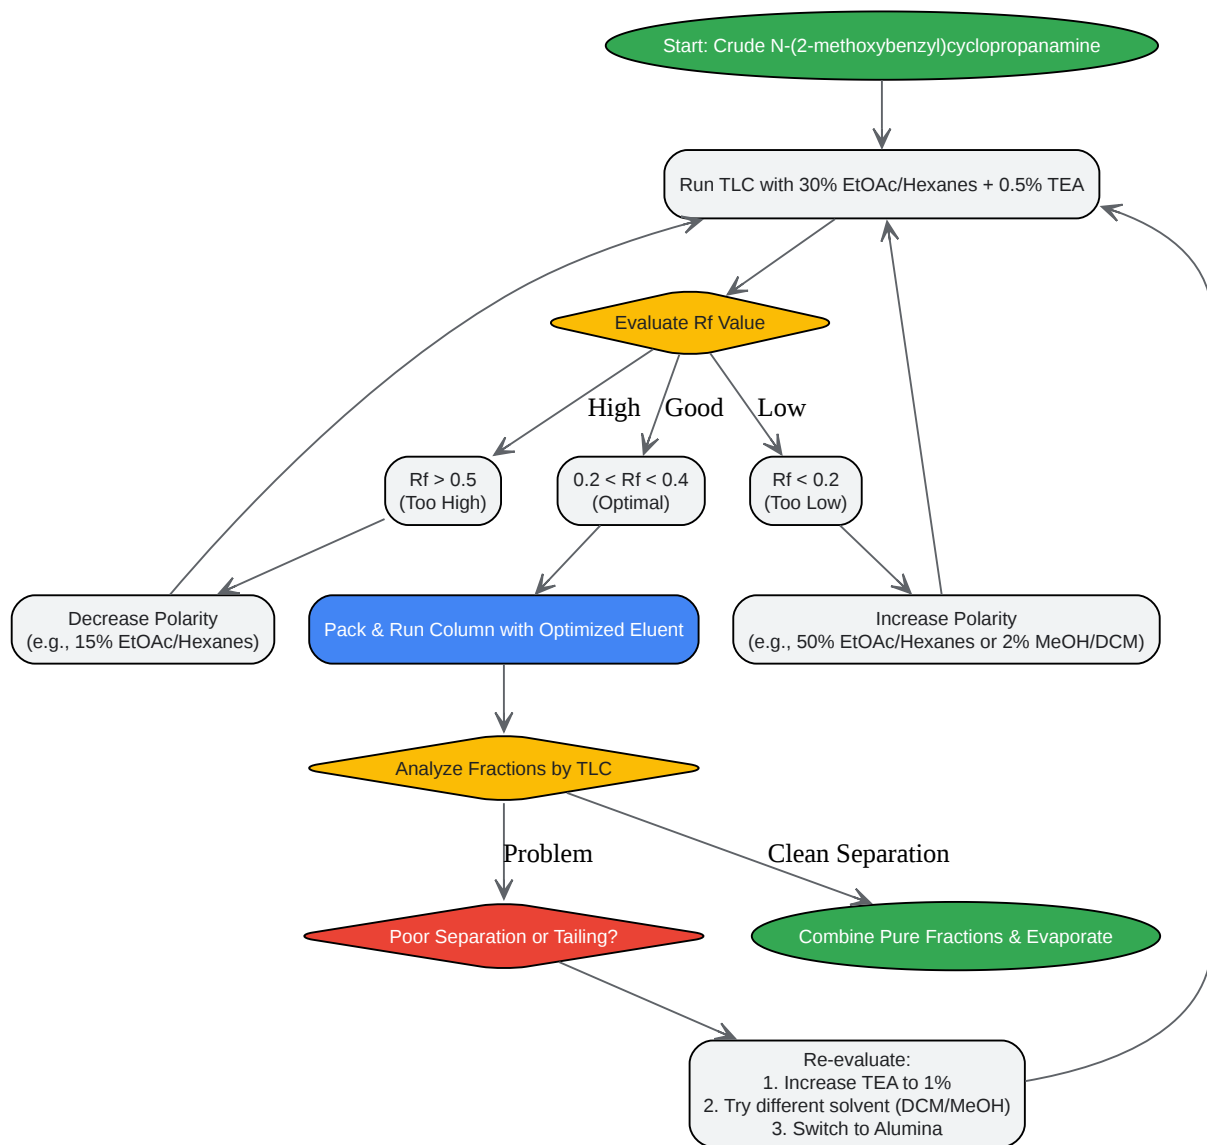 Start: Crude N-(2-methoxybenzyl)cyclopropanamine
Run TLC with 30% EtOAc/Hexanes + 0.5% TEA
Evaluate Rf Value
High
Good
Low
Rf > 0.5
(Too High)
0.2 < Rf < 0.4
(Optimal)
Rf < 0.2
(Too Low)
Decrease Polarity
(e.g., 15% EtOAc/Hexanes)
Pack & Run Column with Optimized Eluent
Increase Polarity
(e.g., 50% EtOAc/Hexanes or 2% MeOH/DCM)
Analyze Fractions by TLC
Problem
Clean Separation
Poor Separation or Tailing?
Combine Pure Fractions & Evaporate
Re-evaluate:
1. Increase TEA to 1%
2. Try different solvent (DCM/MeOH)
3. Switch to Alumina